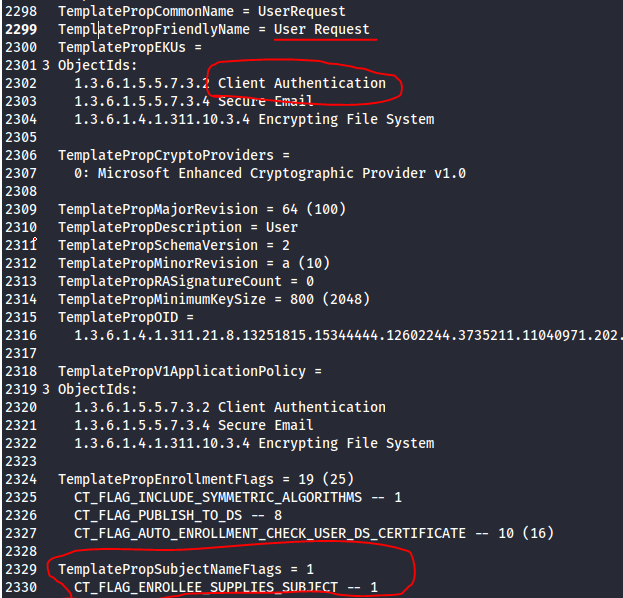 2298 TemplatePropCommonName = UserRequest
2299 TemplatePropFriendlyName = User Request
2300 TemplatePropEKUs =
2301 3 ObjectIds:
2302 1.3.6.1.5.5.7.3.2 Client Authentication
2303 1.3.6.1.5.5.7.3.4 Secure Email
2304 1.3.6.1.4.1.311.10.3.4 Encrypting File System
2305
2306 TemplatePropCryptoProviders =
2307 0: Microsoft Enhanced Cryptographic Provider v1.0
2308
2309 TemplatePropMajorRevision = 64 (100)
2310 TemplatePropDescription = User
2311 TemplatePropSchemaVersion = 2
2312 TemplatePropMinorRevision = a (10)
2313 TemplatePropRASignatureCount = 0
2314 TemplatePropMinimumKeySize = 800 (2048)
2315 TemplatePropOID =
2316 1.3.6.1.4.1.311.21.8.13251815.15344444.12602244.3735211.11040971.202.
2317
2318 TemplatePropV1ApplicationPolicy =
2319 3 ObjectIds:
2320 1.3.6.1.5.5.7.3.2 Client Authentication
2321 1.3.6.1.5.5.7.3.4 Secure Email
2322 1.3.6.1.4.1.311.10.3.4 Encrypting File System
2323
2324 TemplatePropEnrollmentFlags = 19 (25)
2325 CT_FLAG_INCLUDE_SYMMETRIC_ALGORITHMS -- 1
2326 CT_FLAG_PUBLISH_TO_DS -- 8
2327 CT_FLAG_AUTO_ENROLLMENT_CHECK_USER_DS_CERTIFICATE -- 10 (16)
2328
2329 TemplatePropSubjectNameFlags = 1
2330 CT_FLAG_ENROLLEE_SUPPLIES_SUBJECT -- 1